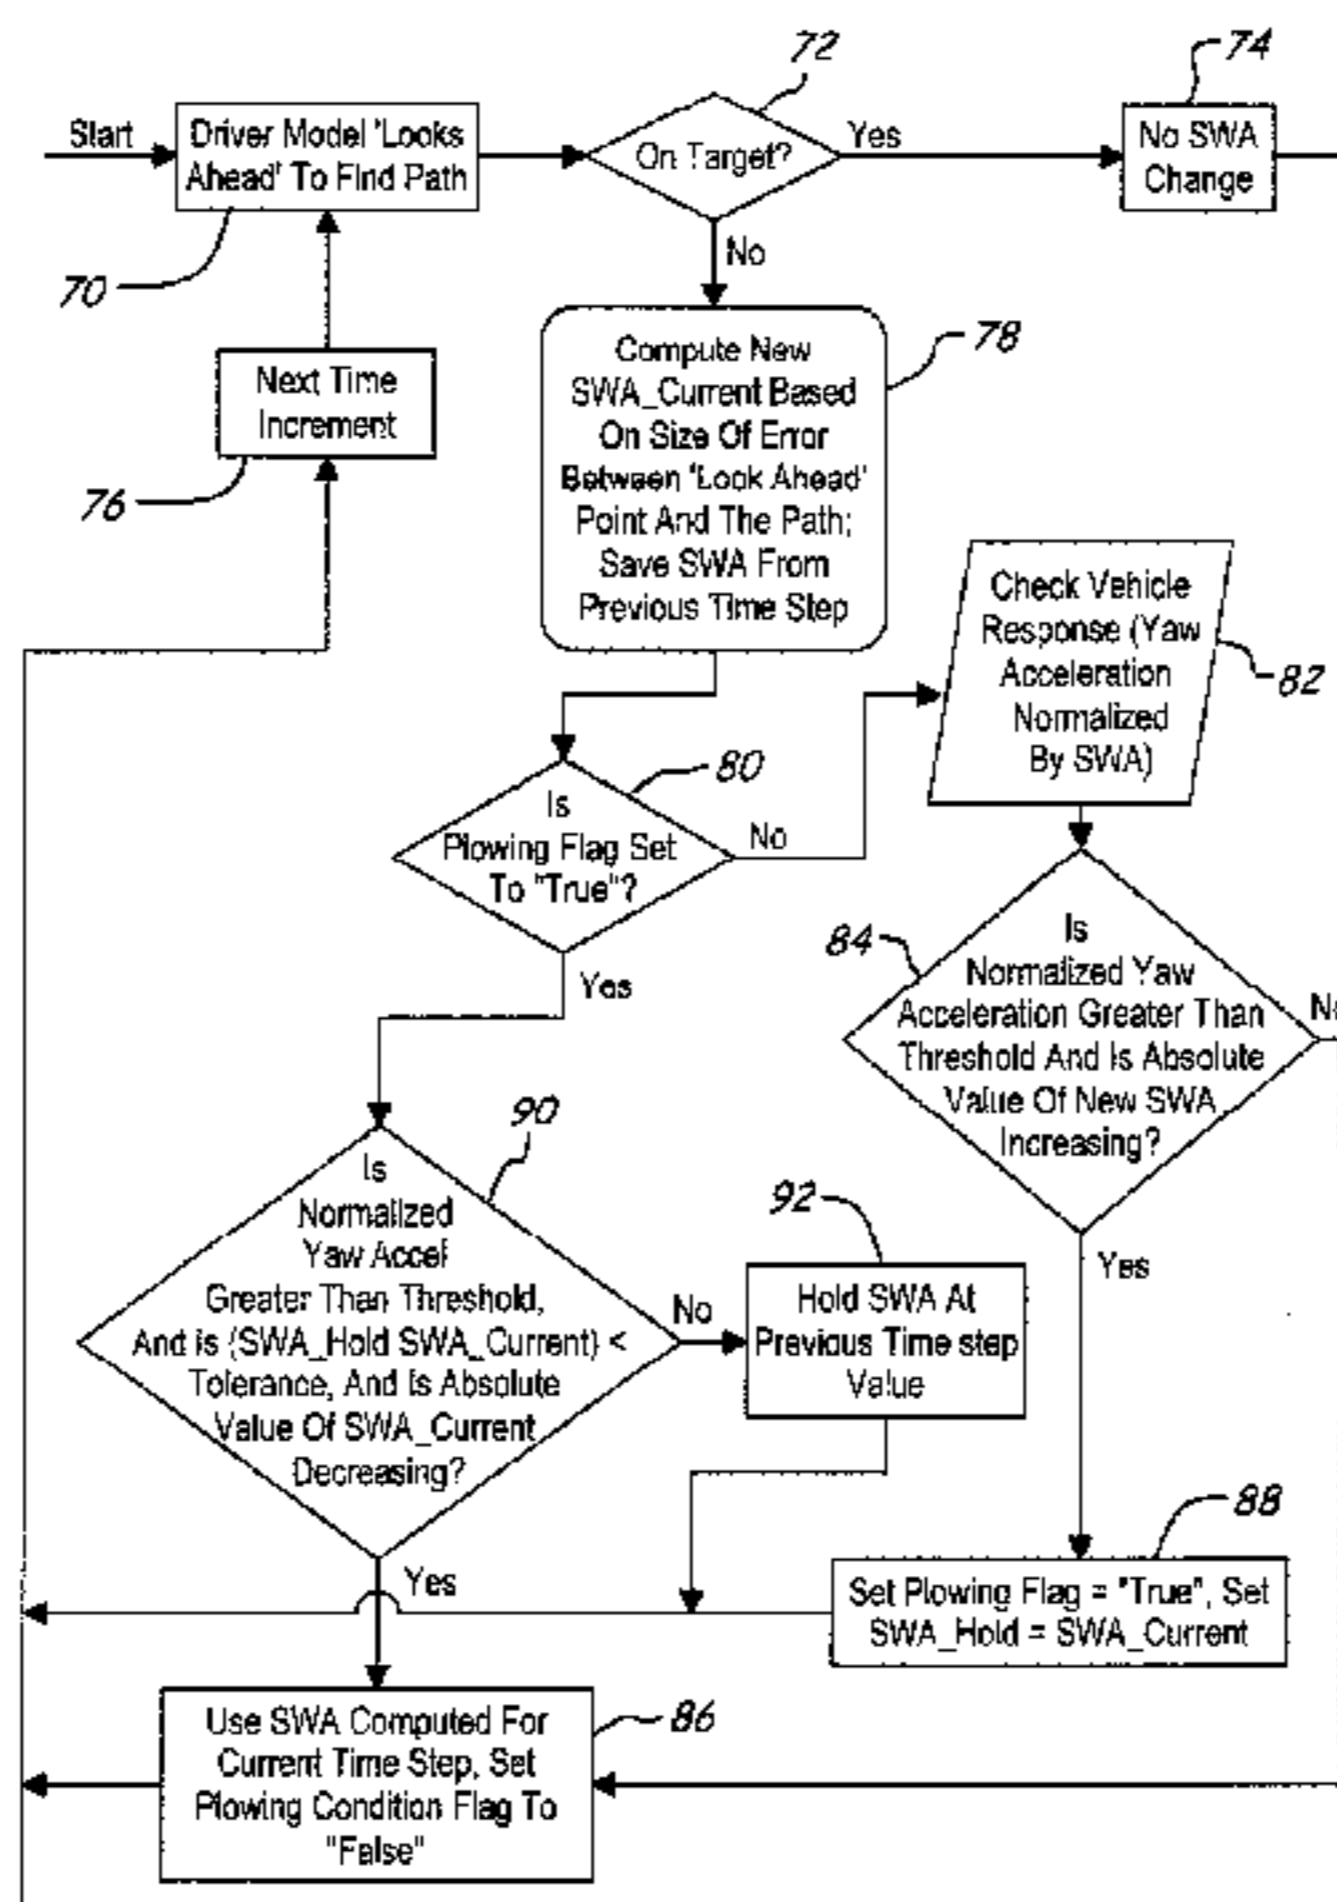 72
74
Start
Driver Model 'Looks
Ahead' To Find Path
On Target?
Yes
No SWA
Change
70
No
Next Time
Increment
76
Compute New
SWA_Current Based
On Size Of Error
Between 'Look Ahead'
Point And The Path;
Save SWA From
Previous Time Step
78
Check Vehicle
Response (Yaw
Acceleration
Normalized
By SWA)
82
80
Is
Plowing Flag Set
To "True"?
No
Yes
84
Is
Normalized Yaw
Acceleration Greater Than
Threshold And Is Absolute
Value Of New SWA
Increasing?
Yes
90
Is
Normalized
Yaw Accel
Greater Than Threshold,
And is (SWA_Hold SWA_Current) <
Tolerance, And Is Absolute
Value Of SWA_Current
Decreasing?
No
Yes
92
Hold SWA At
Previous Time step
Value
88
Set Plowing Flag = "True", Set
SWA_Hold = SWA_Current
Use SWA Computed For
Current Time Step, Set
Plowing Condition Flag To
"False"
86